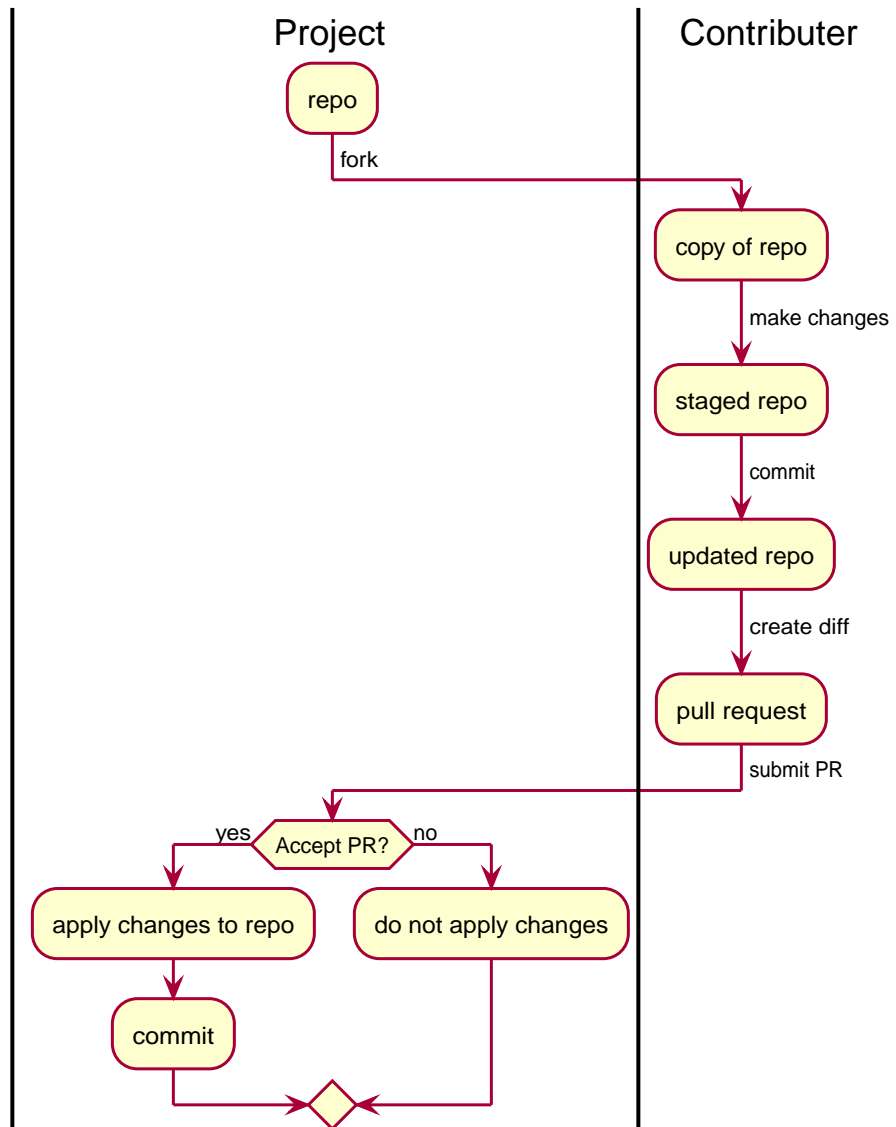 Project
Contributer
repo
fork
copy of repo
make changes
staged repo
commit
updated repo
create diff
pull request
submit PR
yes
Accept PR?
no
apply changes to repo
do not apply changes
commit